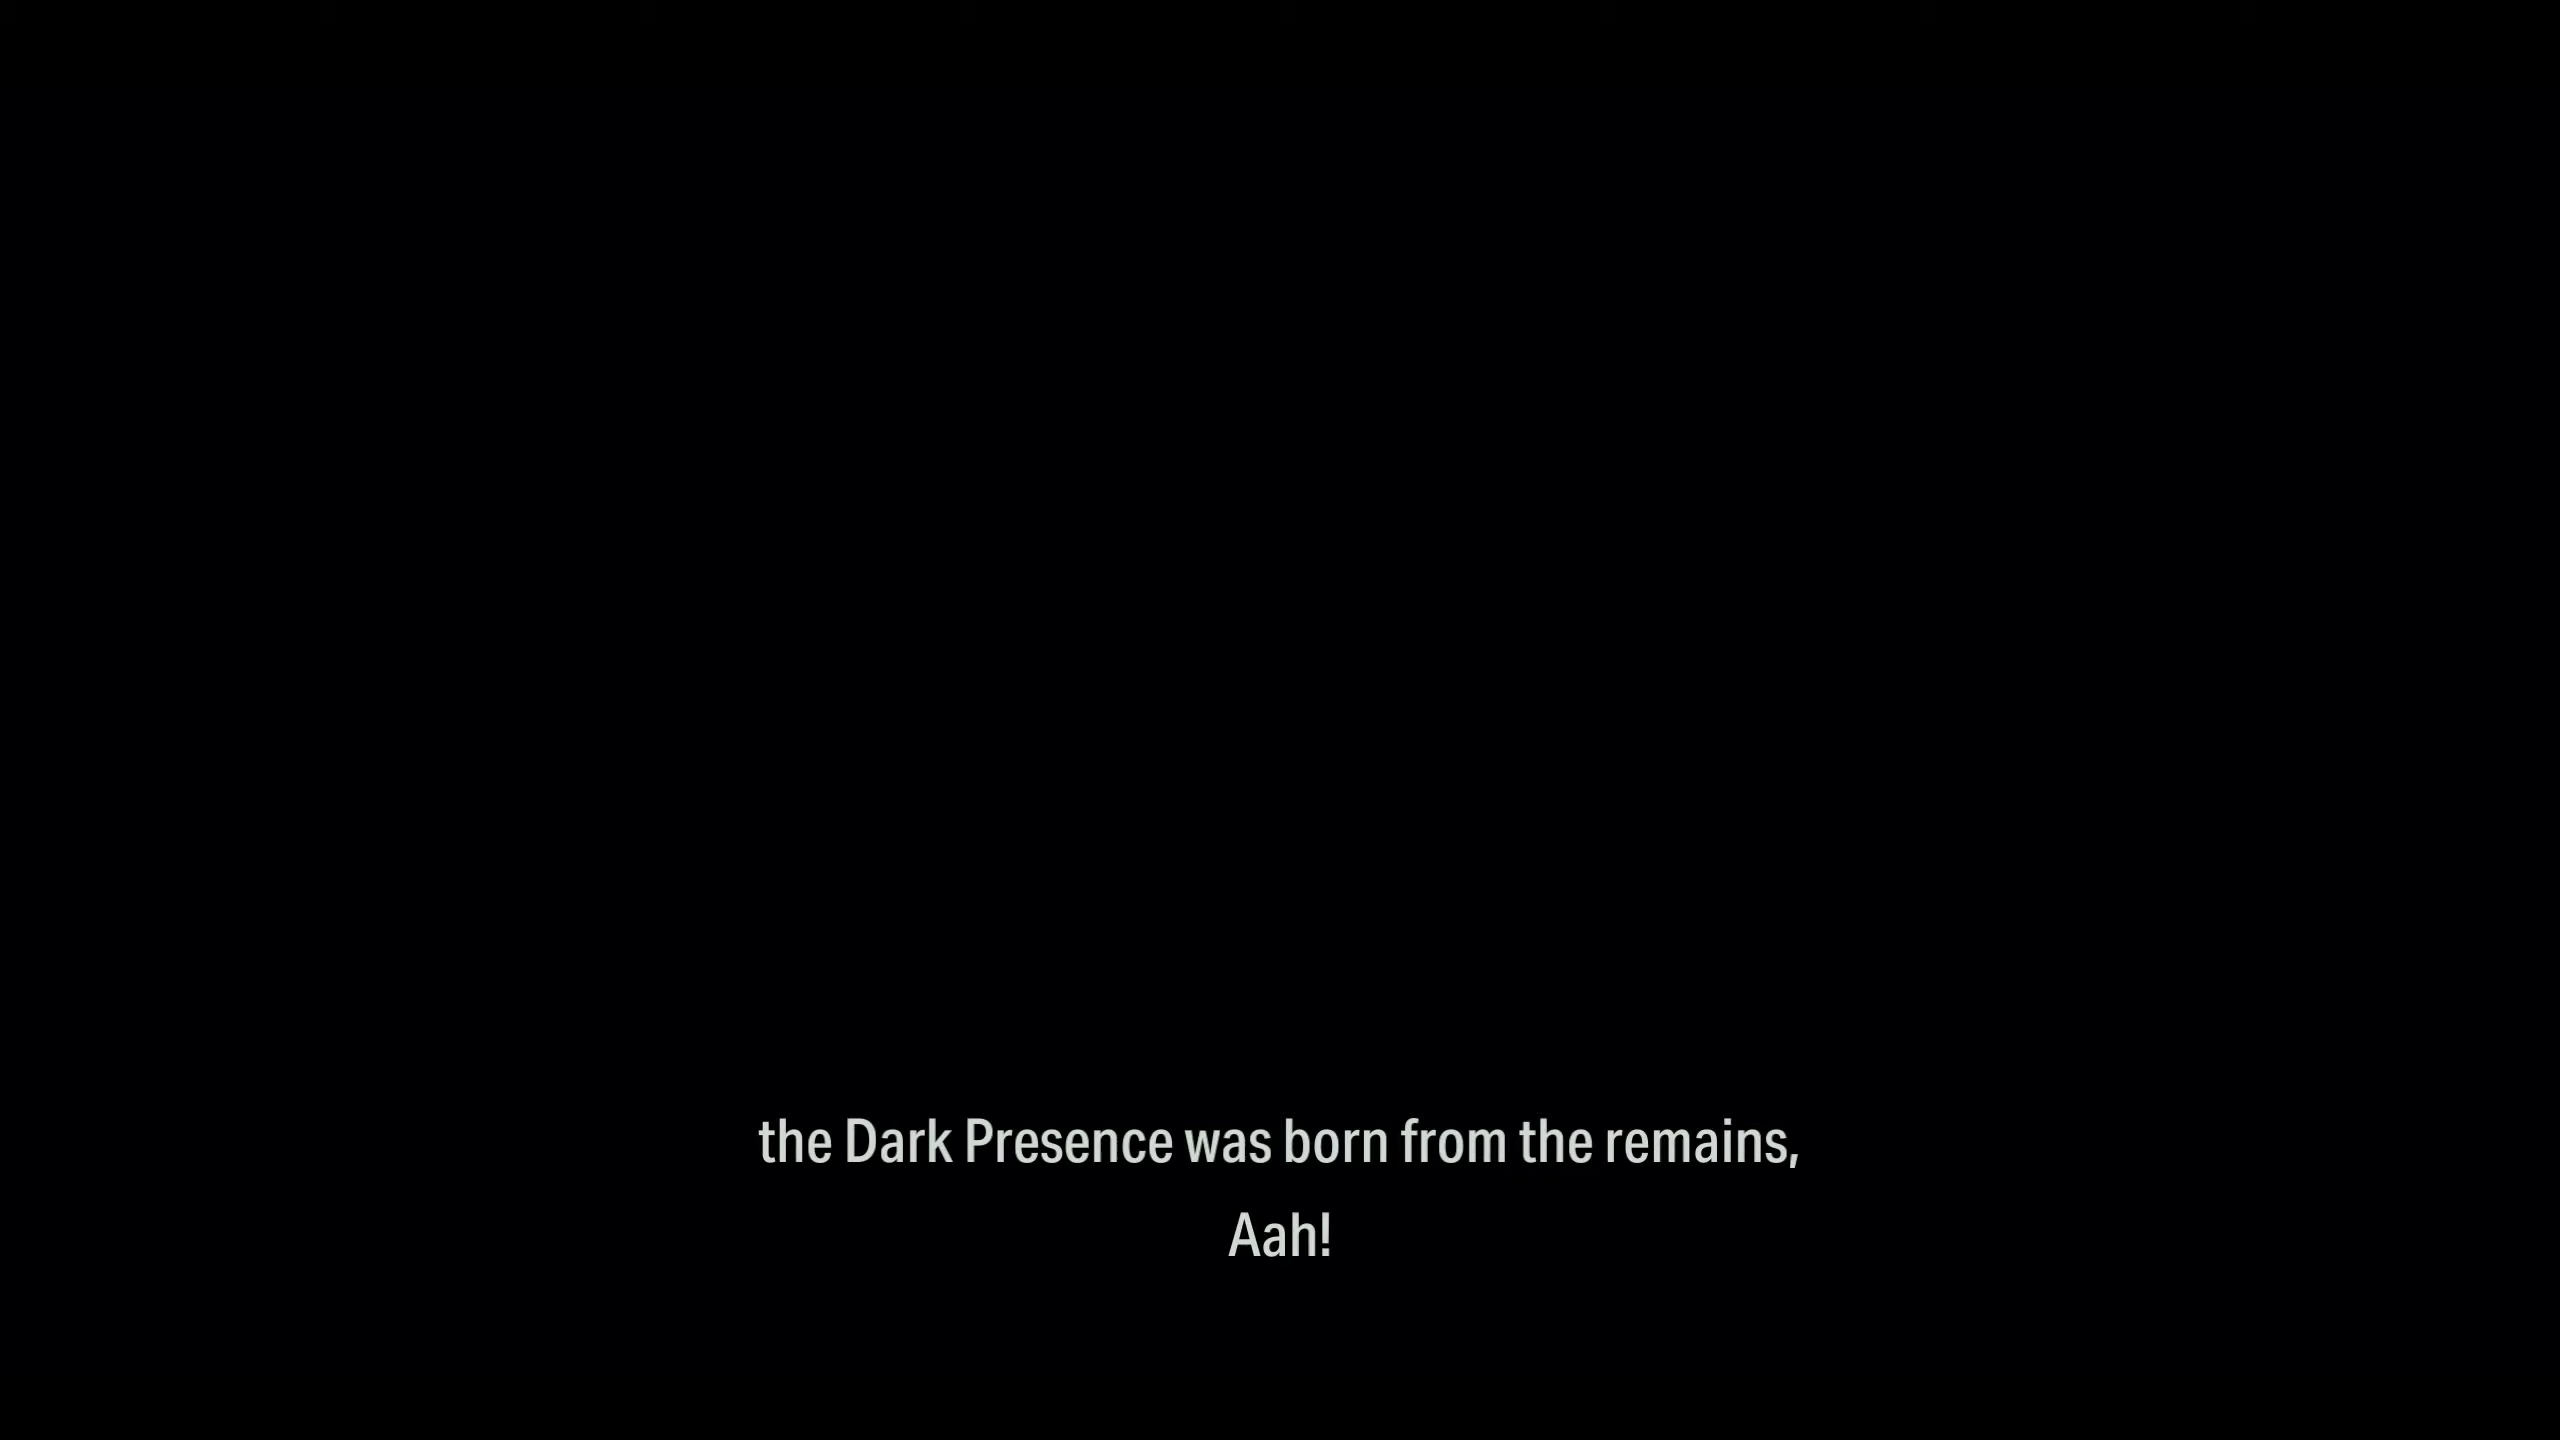 the Dark Presence was born from the remains,
Aah!